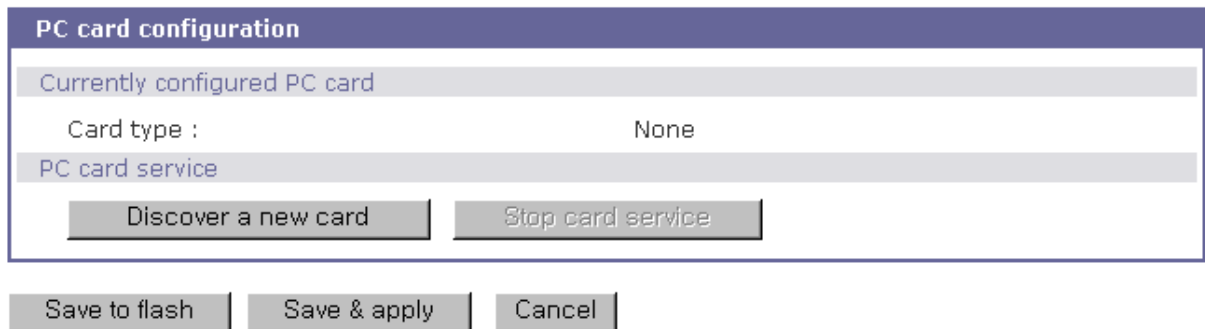 PC card configuration
Currently configured PC card
Card type : None
PC card service
Discover a new card Stop card service
Save to flash Save & apply Cancel